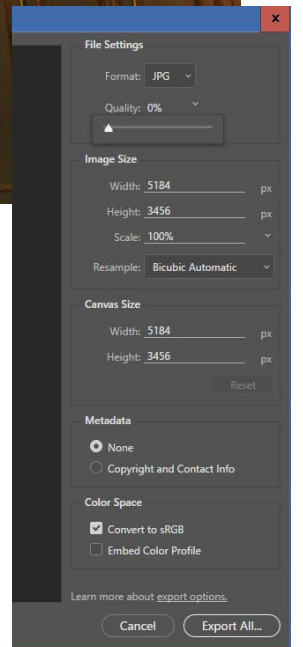 x
File Settings
Format: JPG
Quality: 0%
Image Size
Width: 5184 px
Height: 3456 px
Scale: 100%
Resample: Bicubic Automatic
Canvas Size
Width: 5184 px
Height: 3456 px
Reset
Metadata
None
Copyright and Contact Info
Color Space
Convert to sRGB
Embed Color Profile
Learn more about export options.
Cancel Export All...